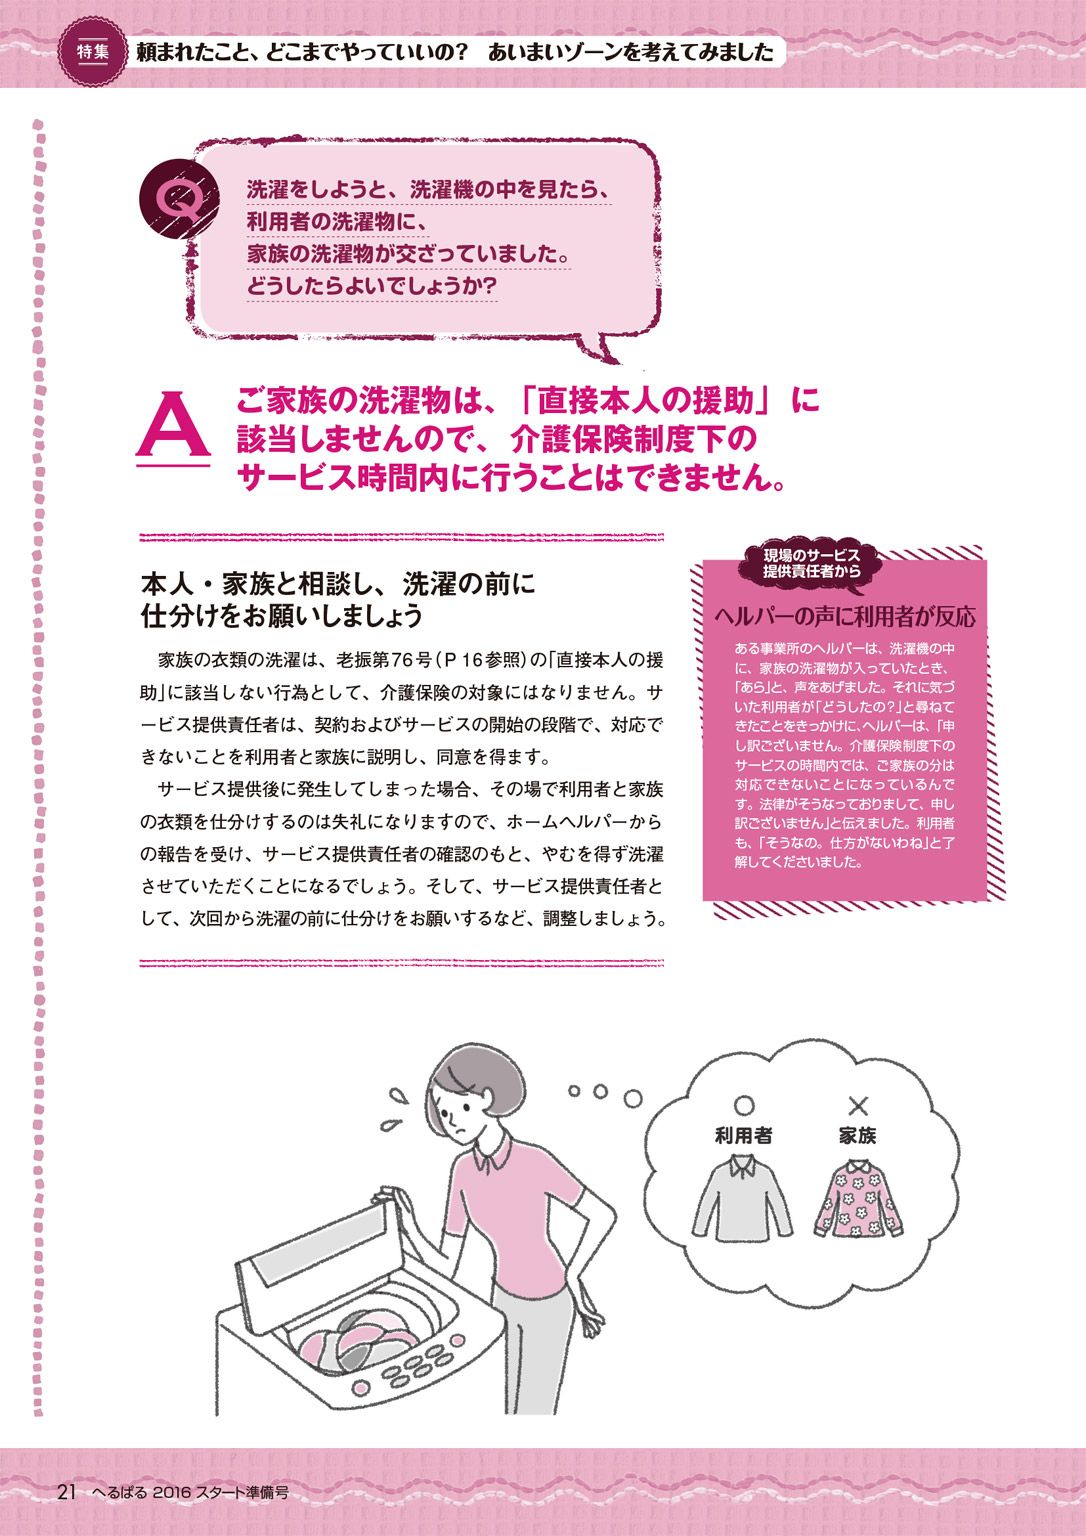 特集
頼まれたこと、どこまでやっていいの？　あいまいゾーンを考えてみました
Q
洗濯をしようと、洗濯機の中を見たら、
利用者の洗濯物に、
家族の洗濯物が交ざっていました。
どうしたらよいでしょうか?
A
ご家族の洗濯物は、「直接本人の援助」に
該当しませんので、介護保険制度下の
サービス時間内に行うことはできません。
本人・家族と相談し、洗濯の前に
仕分けをお願いしましょう
家族の衣類の洗濯は、老振第76号（P 16参照）の「直接本人の援
助」に該当しない行為として、介護保険の対象にはなりません。サ
ービス提供責任者は、契約およびサービスの開始の段階で、対応で
きないことを利用者と家族に説明し、同意を得ます。
サービス提供後に発生してしまった場合、その場で利用者と家族
の衣類を仕分けするのは失礼になりますので、ホームヘルパーから
の報告を受け、サービス提供責任者の確認のもと、やむを得ず洗濯
させていただくことになるでしょう。そして、サービス提供責任者と
して、次回から洗濯の前に仕分けをお願いするなど、調整しましょう。
現場のサービス
提供責任者から
ヘルパーの声に利用者が反応
ある事業所のヘルパーは、洗濯機の中
に、家族の洗濯物が入っていたとき、
「あら」と、声をあげました。それに気づ
いた利用者が「どうしたの？」と尋ねて
きたことをきっかけに、ヘルパーは、「申
し訳ございません。介護保険制度下の
サービスの時間内では、ご家族の分は
対応できないことになっているんで
す。法律がそうなっておりまして、申し
訳ございません」と伝えました。利用者
も、「そうなの。仕方がないわね」と了
解してくださいました。
○ ×
利用者 家族
21 へるぱる 2016 スタート準備号